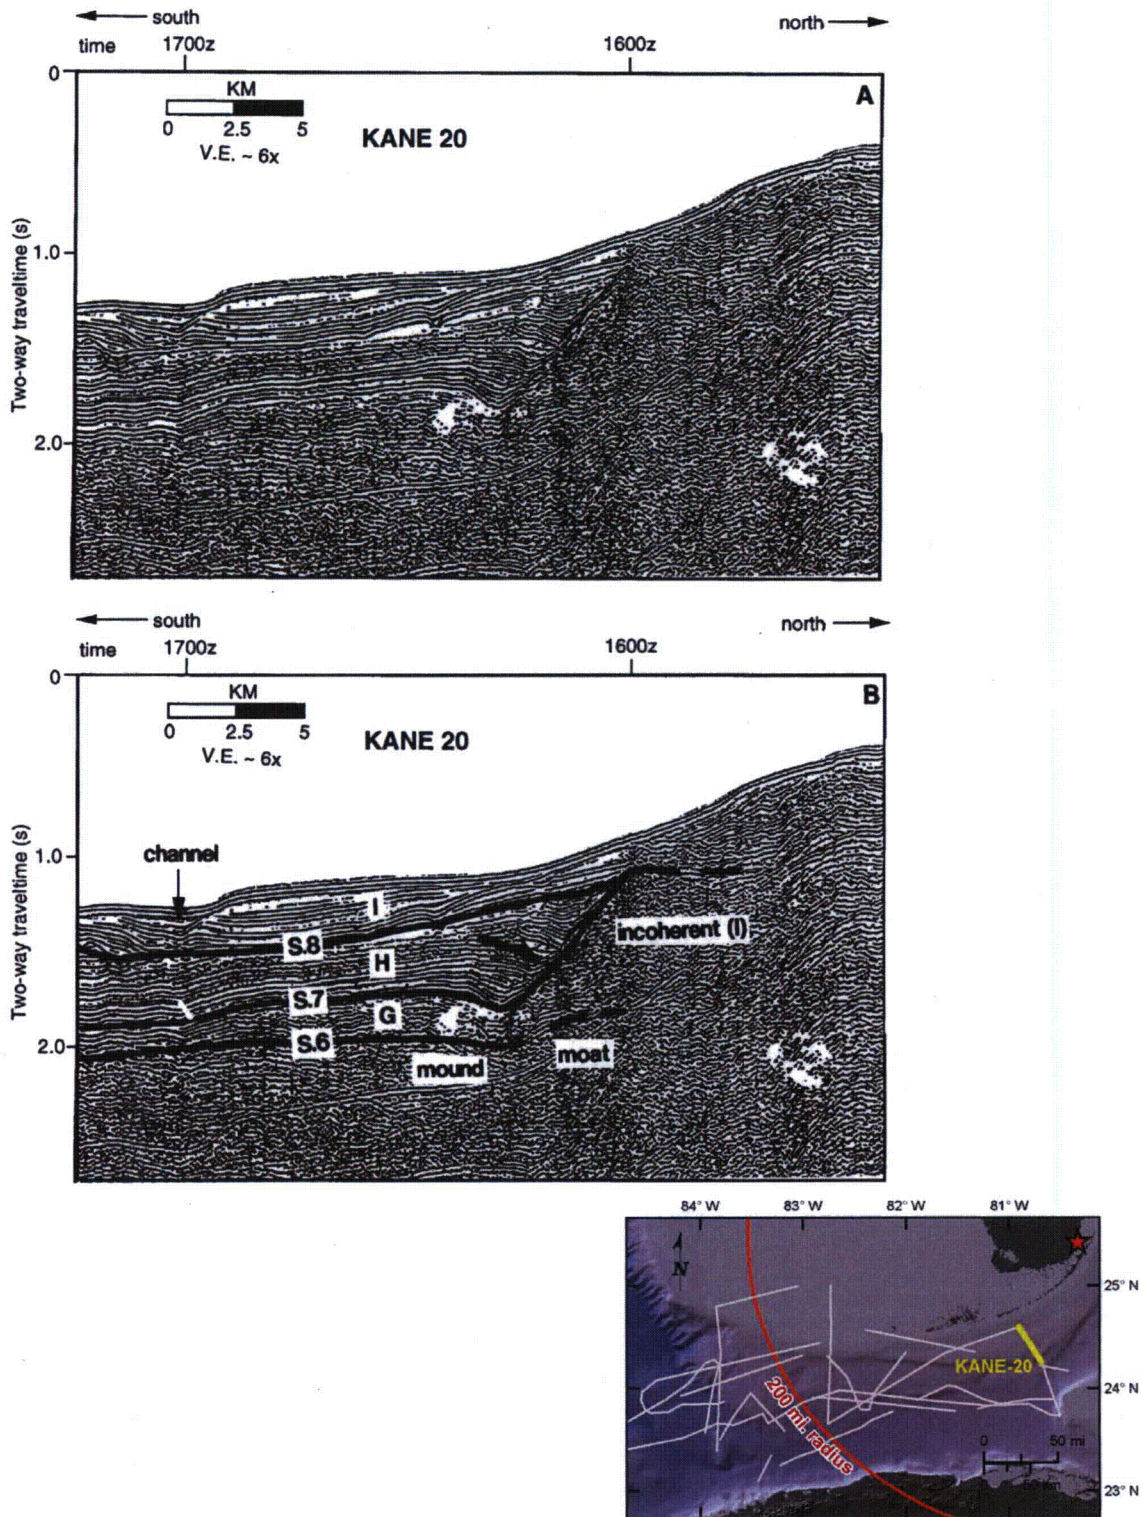 south
north
time
1700z
1600z
0
KM
A
0 2.5 5
KANE 20
V.E. ~ 6x
Two-way traveltime (s)
1.0
2.0
south
north
time
1700z
1600z
0
KM
B
0 2.5 5
KANE 20
V.E. ~ 6x
Two-way traveltime (s)
1.0
channel
I
S.8
incoherent (I)
H
S.7
G
S.6
2.0
mound
moat
84° W 83° W 82° W 81° W
N
25° N
KANE-20
24° N
200 mi. radius
0 50 mi
50 km
23° N